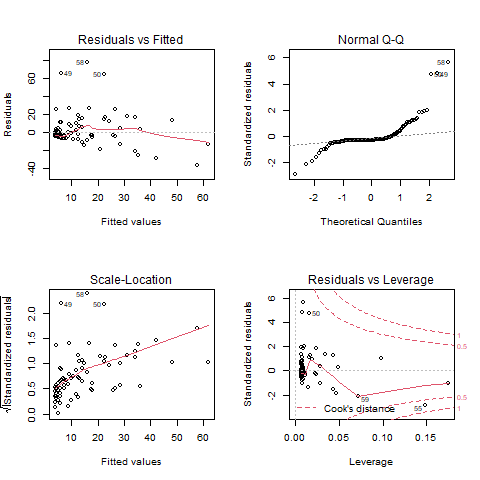 Residuals vs Fitted
Residuals
-40 0 20 60
58
49
50
10 20 30 40 50 60
Fitted values
Normal Q-Q
Standardized residuals
-2 0 2 4 6
58
-2 -1 0 1 2
Theoretical Quantiles
Scale-Location
√|Standardized residuals|
0.0 0.5 1.0 1.5 2.0
58
49
50
10 20 30 40 50 60
Fitted values
Residuals vs Leverage
Standardized residuals
-2 0 2 4 6
50
59
59
1
0.5
0.5
1
Cook's distance
0.00 0.05 0.10 0.15
Leverage